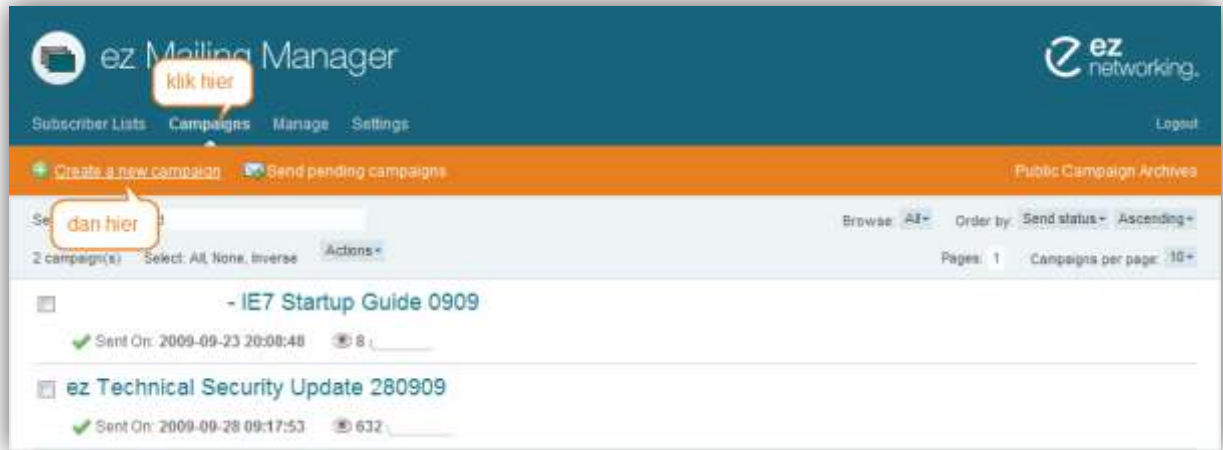 ez Mailing Manager
ez
networking.
klik hier
Subscriber Lists Campaigns Manage Settings
Logout
Create a new campaign Send pending campaigns
Public Campaign Archives
dan hier
Browse: All Order by: Send status Ascending
2 campaign(s) Select: All, None, Inverse Actions
Pages: 1 Campaigns per page: 10
- IE7 Startup Guide 0909
Sent On: 2009-09-23 20:08:48 8
ez Technical Security Update 280909
Sent On: 2009-09-28 09:17:53 632